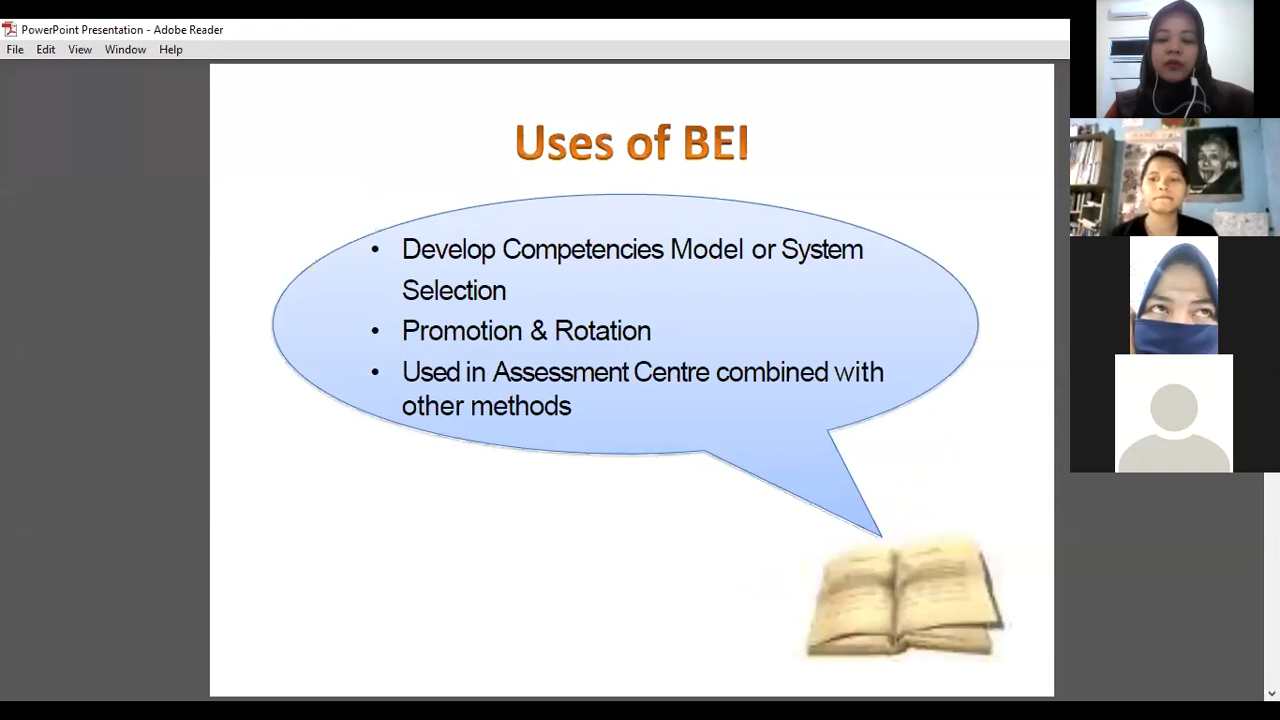 PowerPoint Presentation - Adobe Reader
File Edit View Window Help
Uses of BEI
• Develop Competencies Model or System
Selection
• Promotion & Rotation
• Used in Assessment Centre combined with
other methods